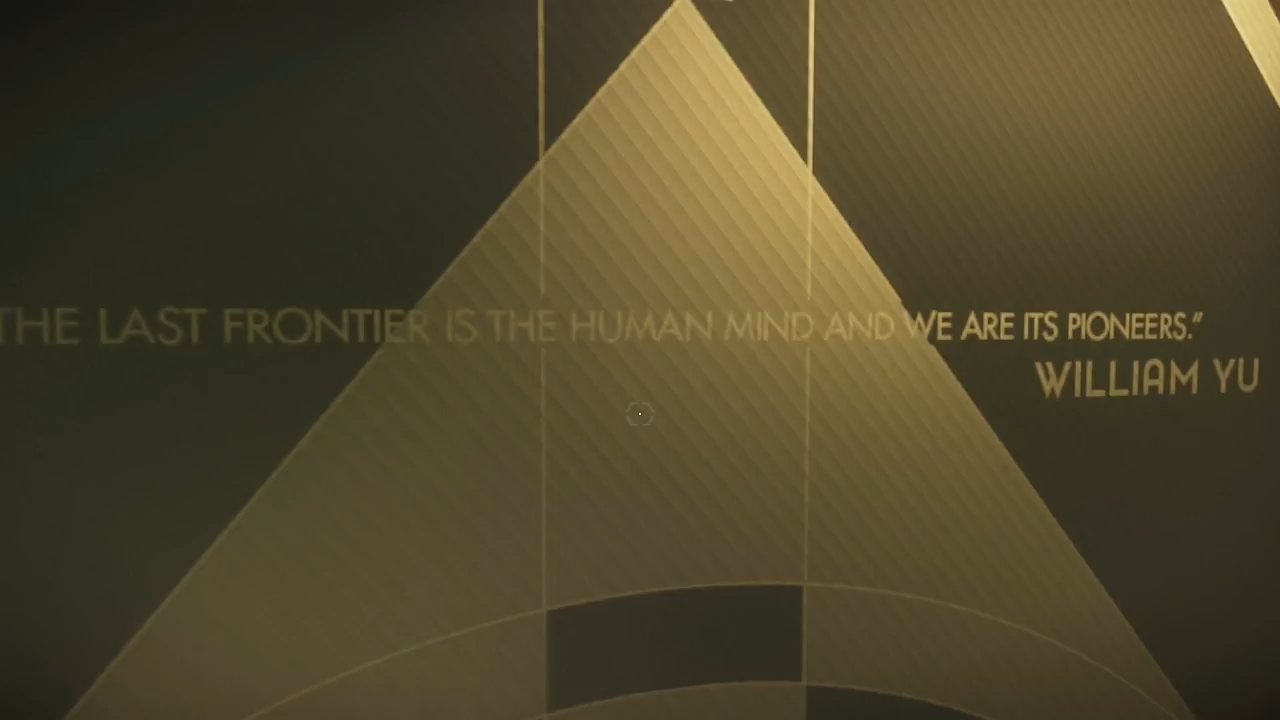 THE LAST FRONTIER IS THE HUMAN MIND AND WE ARE ITS PIONEERS.”
WILLIAM YU